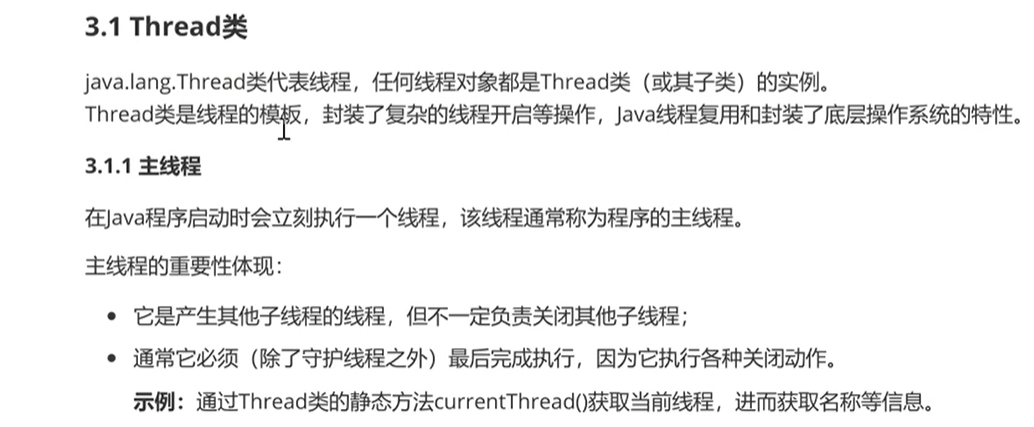 3.1 Thread类
java.lang.Thread类代表线程，任何线程对象都是Thread类（或其子类）的实例。
Thread类是线程的模板，封装了复杂的线程开启等操作，Java线程复用和封装了底层操作系统的特性。
3.1.1 主线程
在Java程序启动时会立刻执行一个线程，该线程通常称为程序的主线程。
主线程的重要性体现：
• 它是产生其他子线程的线程，但不一定负责关闭其他子线程；
• 通常它必须（除了守护线程之外）最后完成执行，因为它执行各种关闭动作。
示例：通过Thread类的静态方法currentThread()获取当前线程，进而获取名称等信息。